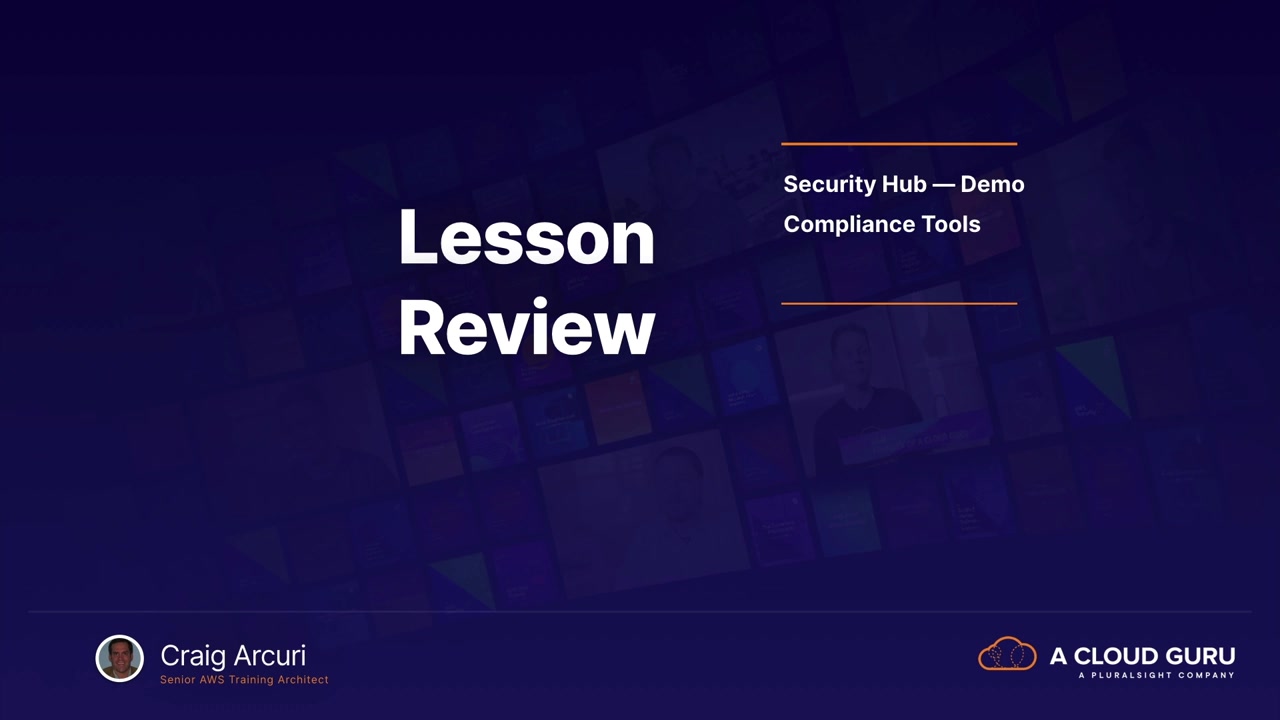 Lesson
Review
Security Hub — Demo
Compliance Tools
Craig Arcuri
Senior AWS Training Architect
A CLOUD GURU
A PLURALSIGHT COMPANY